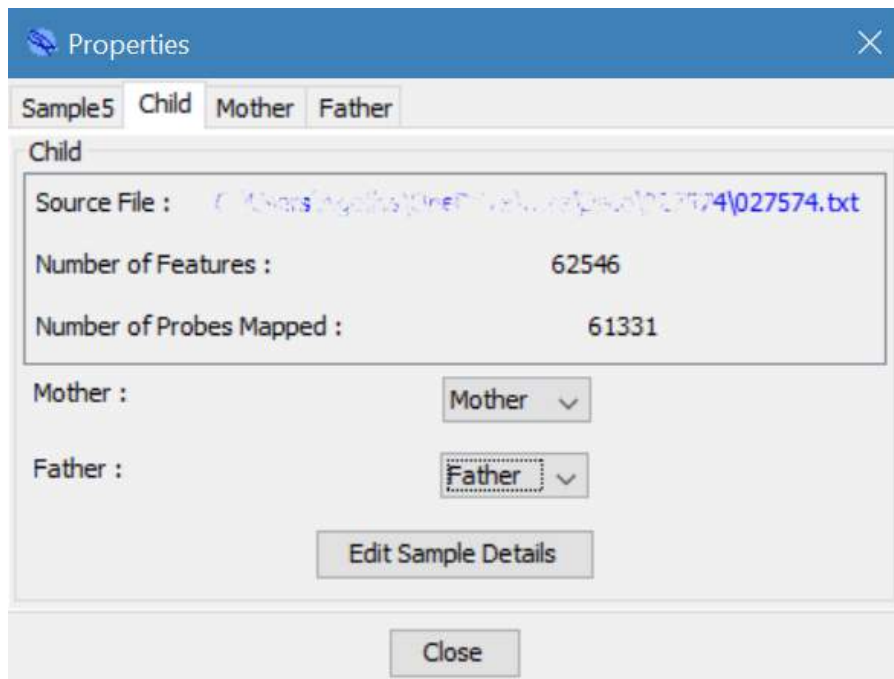 Properties
Sample5 Child Mother Father
Child
Source File : 4\027574.txt
Number of Features : 62546
Number of Probes Mapped : 61331
Mother : Mother
Father : Father
Edit Sample Details
Close